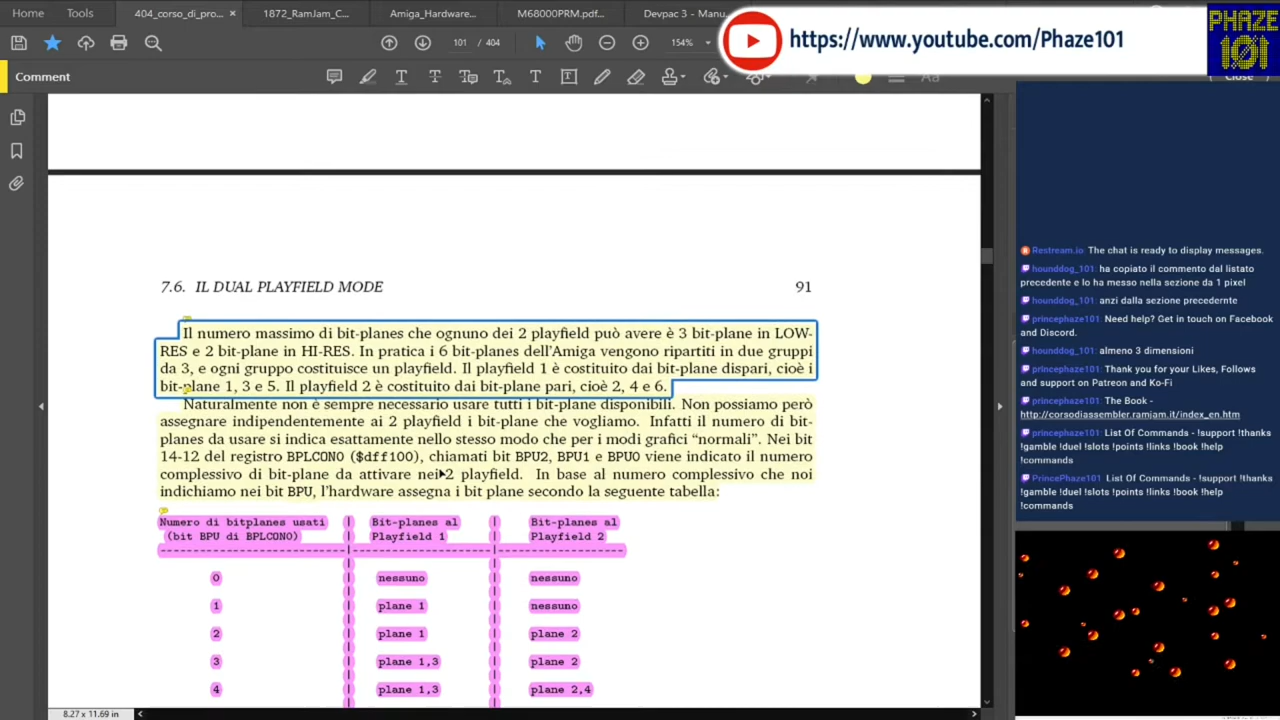 Home
Tools
404_corso_di_pro...
1872_RamJam_C...
Amiga_Hardware...
M68000PRM.pdf...
Devpac 3 - Manu...
https://www.youtube.com/Phaze101
PHAZE
101
101 / 404
154%
Comment
Close
7.6. IL DUAL PLAYFIELD MODE 91
Il numero massimo di bit-planes che ognuno dei 2 playfield può avere è 3 bit-plane in LOW-
RES e 2 bit-plane in HI-RES. In pratica i 6 bit-planes dell'Amiga vengono ripartiti in due gruppi
da 3, e ogni gruppo costituisce un playfield. Il playfield 1 è costituito dai bit-plane dispari, cioè i
bit-plane 1, 3 e 5. Il playfield 2 è costituito dai bit-plane pari, cioè 2, 4 e 6.
Naturalmente non è sempre necessario usare tutti i bit-plane disponibili. Non possiamo però
assegnare indipendentemente ai 2 playfield i bit-plane che vogliamo. Infatti il numero di bit-
planes da usare si indica esattamente nello stesso modo che per i modi grafici "normali". Nei bit
14-12 del registro BPLCON0 ($dff100), chiamati bit BPU2, BPU1 e BPU0 viene indicato il numero
complessivo di bit-plane da attivare nei 2 playfield. In base al numero complessivo che noi
indichiamo nei bit BPU, l'hardware assegna i bit plane secondo la seguente tabella:
Numero di bitplanes usati | Bit-planes al | Bit-planes al
(bit BPU di BPLCON0) | Playfield 1 | Playfield 2
0 | nessuno | nessuno
1 | plane 1 | nessuno
2 | plane 1 | plane 2
3 | plane 1,3 | plane 2
4 | plane 1,3 | plane 2,4
8.27 x 11.69 in
Restream.io The chat is ready to display messages.
hounddog_101: ha copiato il commento dal listato
precedente e lo ha messo nella sezione da 1 pixel
hounddog_101: anzi dalla sezione precedernte
princephaze101: Need help? Get in touch on Facebook
and Discord.
hounddog_101: almeno 3 dimensioni
princephaze101: Thank you for your Likes, Follows
and support on Patreon and Ko-Fi
princephaze101: The Book -
http://corsodiassembler.ramjam.it/index_en.htm
princephaze101: List Of Commands - !support !thanks
!gamble !duel !slots !points !links !book !help
!commands
PrincePhaze101: List Of Commands - !support !thanks
!gamble !duel !slots !points !links !book !help
!commands